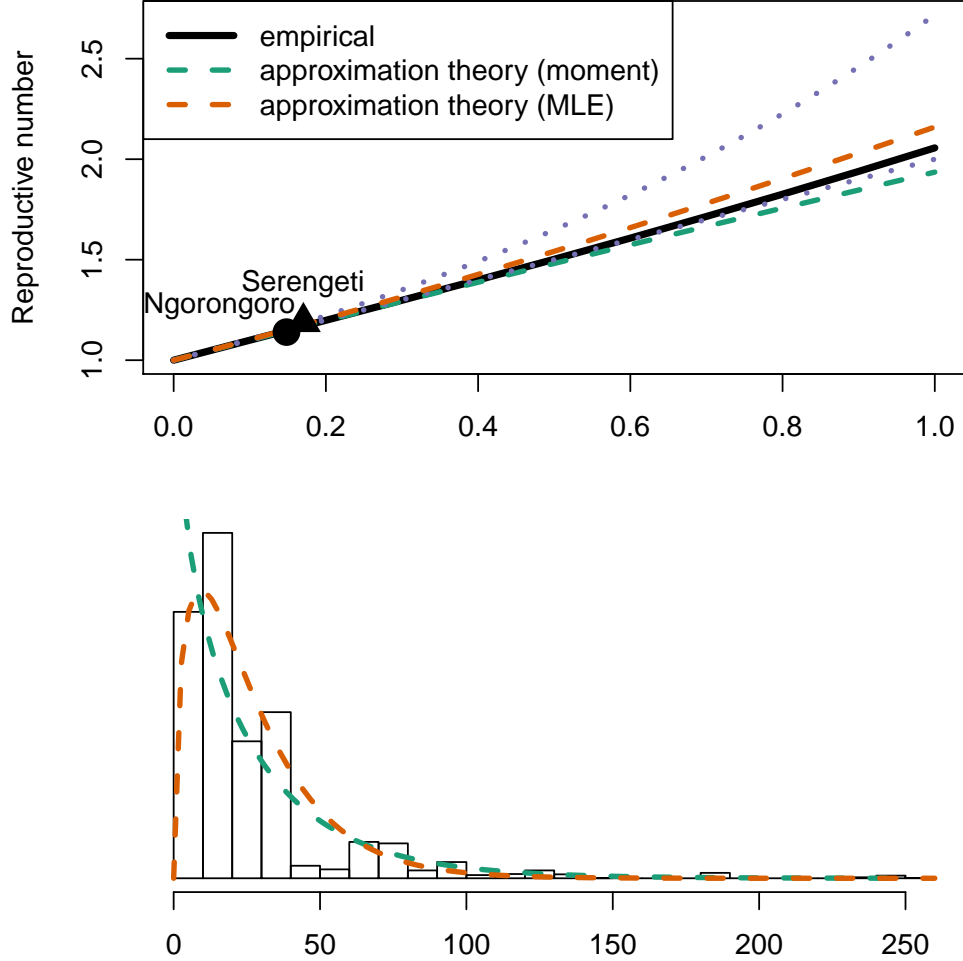 empirical
approximation theory (moment)
approximation theory (MLE)
Reproductive number
2.5
2.0
1.5
1.0
Serengeti
Ngorongoro
0.0 0.2 0.4 0.6 0.8 1.0
0 50 100 150 200 250